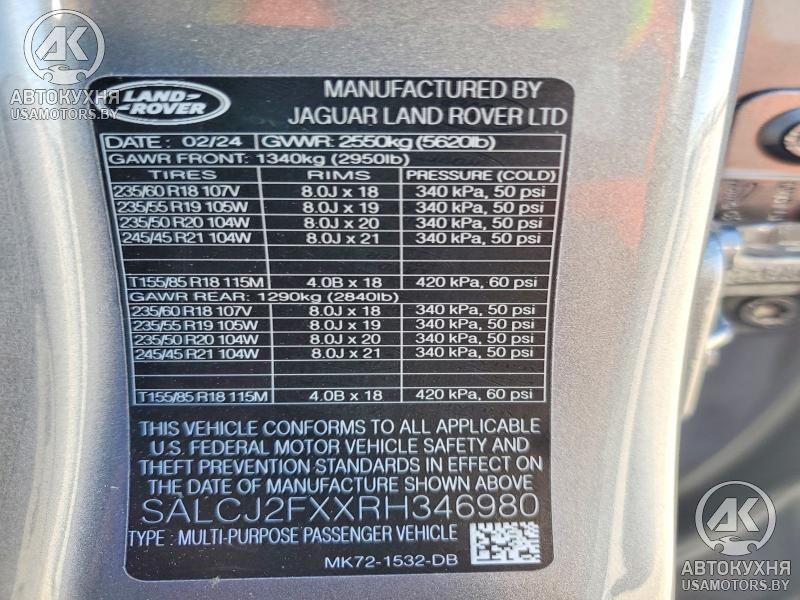 АВТОКУХНЯ
USAMOTORS.BY
LAND
ROVER
MANUFACTURED BY
JAGUAR LAND ROVER LTD
DATE: 02/24 GVWR: 2550kg (5620lb)
GAWR FRONT: 1340kg (2950lb)
TIRES RIMS PRESSURE (COLD)
235/60 R18 107V 8.0J x 18 340 kPa, 50 psi
235/55 R19 105W 8.0J x 19 340 kPa, 50 psi
235/50 R20 104W 8.0J x 20 340 kPa, 50 psi
245/45 R21 104W 8.0J x 21 340 kPa, 50 psi
T155/85 R18 115M 4.0B x 18 420 kPa, 60 psi
GAWR REAR: 1290kg (2840lb)
235/60 R18 107V 8.0J x 18 340 kPa, 50 psi
235/55 R19 105W 8.0J x 19 340 kPa, 50 psi
235/50 R20 104W 8.0J x 20 340 kPa, 50 psi
245/45 R21 104W 8.0J x 21 340 kPa, 50 psi
T155/85 R18 115M 4.0B x 18 420 kPa, 60 psi
THIS VEHICLE CONFORMS TO ALL APPLICABLE
U.S. FEDERAL MOTOR VEHICLE SAFETY AND
THEFT PREVENTION STANDARDS IN EFFECT ON
THE DATE OF MANUFACTURE SHOWN ABOVE
SALCJ2FXXRH346980
TYPE: MULTI-PURPOSE PASSENGER VEHICLE
MK72-1532-DB
АК
АВТОКУХНЯ
USAMOTORS.BY